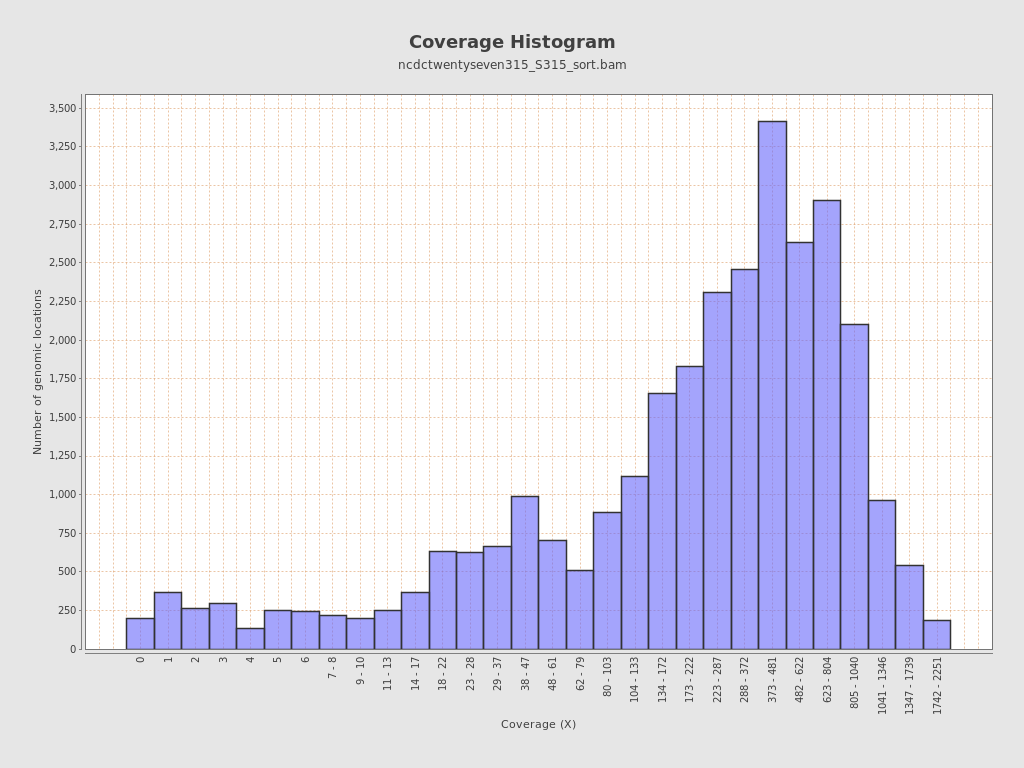 Coverage Histogram
ncdctwentyseven315_S315_sort.bam
3,500
3,250
3,000
2,750
2,500
2,250
2,000
1,750
1,500
1,250
1,000
750
500
250
0
Number of genomic locations
0
1
2
3
4
5
6
7 - 8
9 - 10
11 - 13
14 - 17
18 - 22
23 - 28
29 - 37
38 - 47
48 - 61
62 - 79
80 - 103
104 - 133
134 - 172
173 - 222
223 - 287
288 - 372
373 - 481
482 - 622
623 - 804
805 - 1040
1041 - 1346
1347 - 1739
1742 - 2251
Coverage (X)